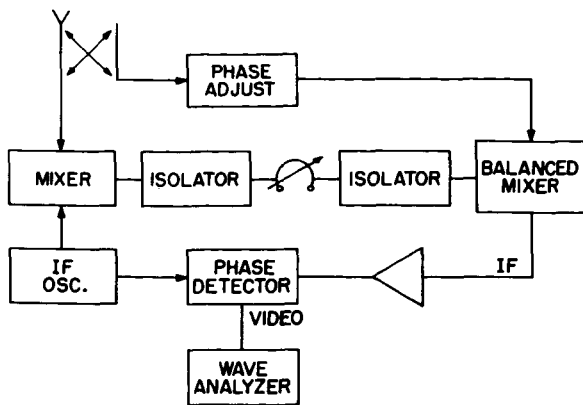 PHASE
ADJUST
MIXER
ISOLATOR
ISOLATOR
BALANCED
MIXER
IF
OSC.
PHASE
DETECTOR
IF
VIDEO
WAVE
ANALYZER